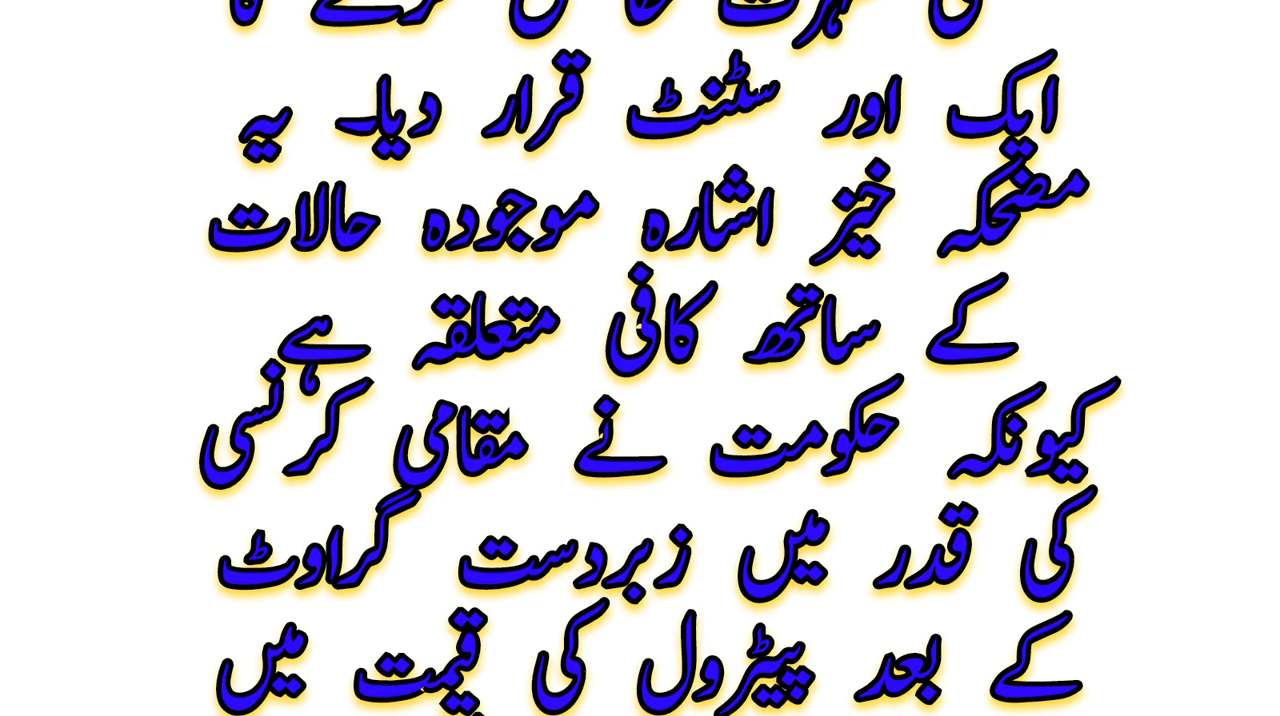 ایک اور سٹنٹ قرار دیا۔ یہ
مضحکہ خیز اشارہ موجودہ حالات
کے ساتھ کافی متعلقہ ہے
کیونکہ حکومت نے مقامی کرنسی
کی قدر میں زبردست گراوٹ
کے بعد پیٹرول کی قیمت میں